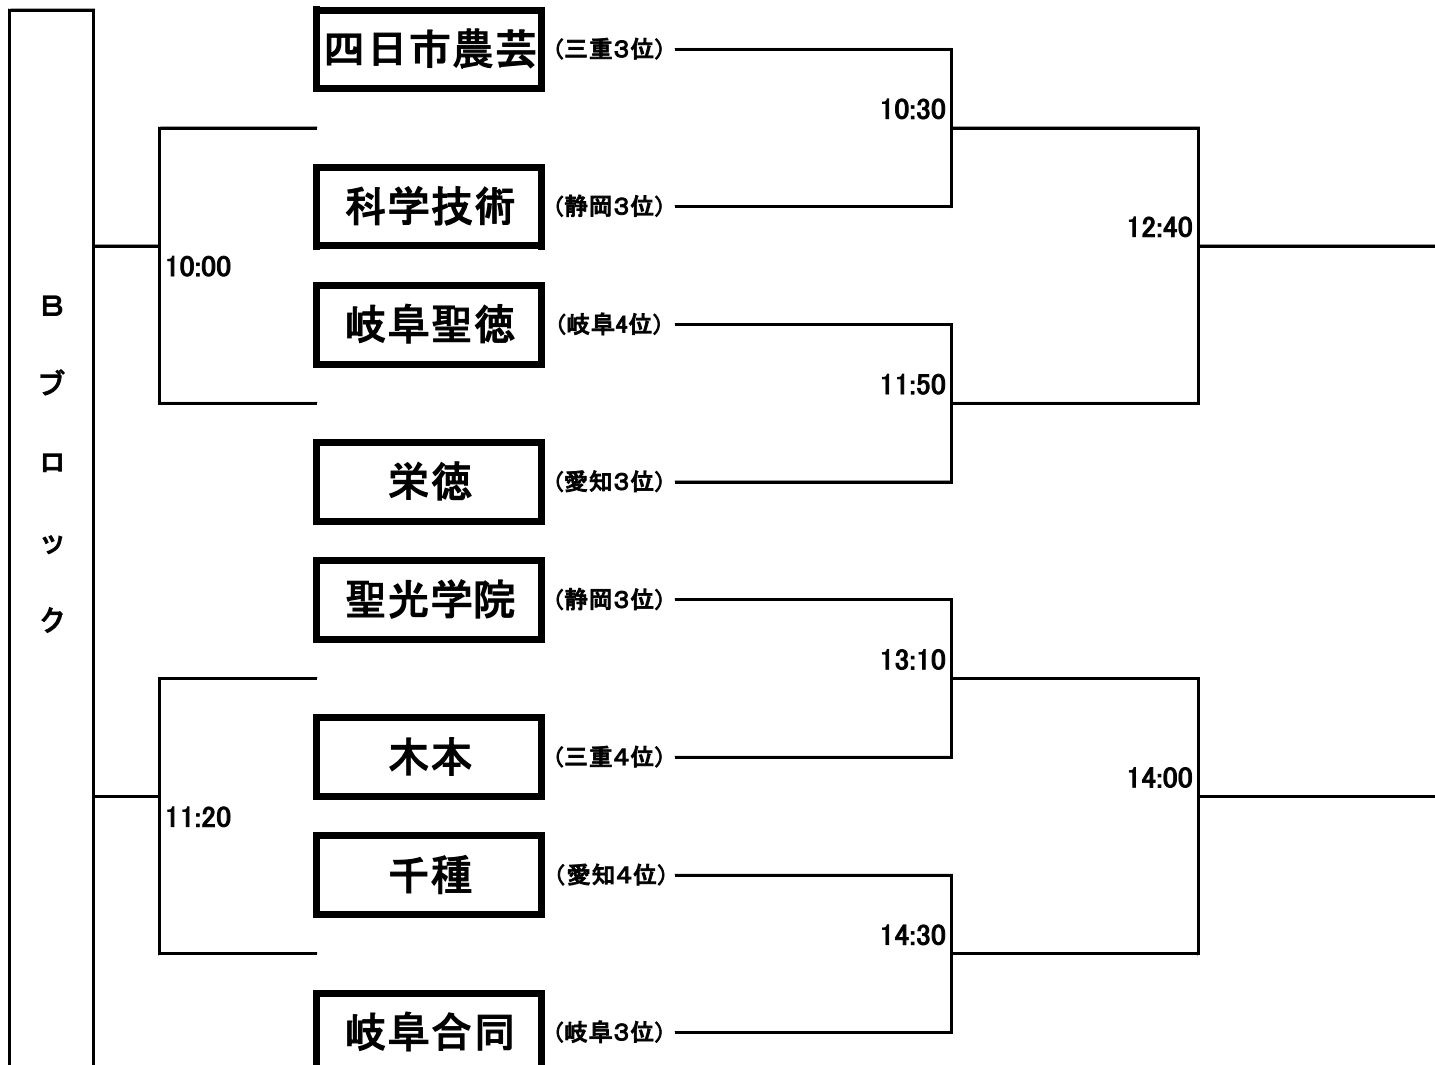 Bブロック
四日市農芸 (三重3位)
10:30
科学技術 (静岡3位)
12:40
10:00
岐阜聖徳 (岐阜4位)
11:50
栄徳 (愛知3位)
聖光学院 (静岡3位)
13:10
木本 (三重4位)
14:00
11:20
千種 (愛知4位)
14:30
岐阜合同 (岐阜3位)